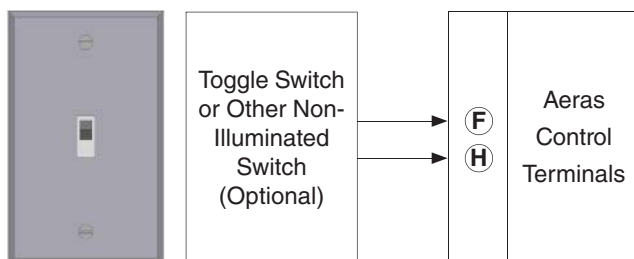 Toggle Switch
or Other Non-
Illuminated
Switch
(Optional)
F
H
Aeras
Control
Terminals